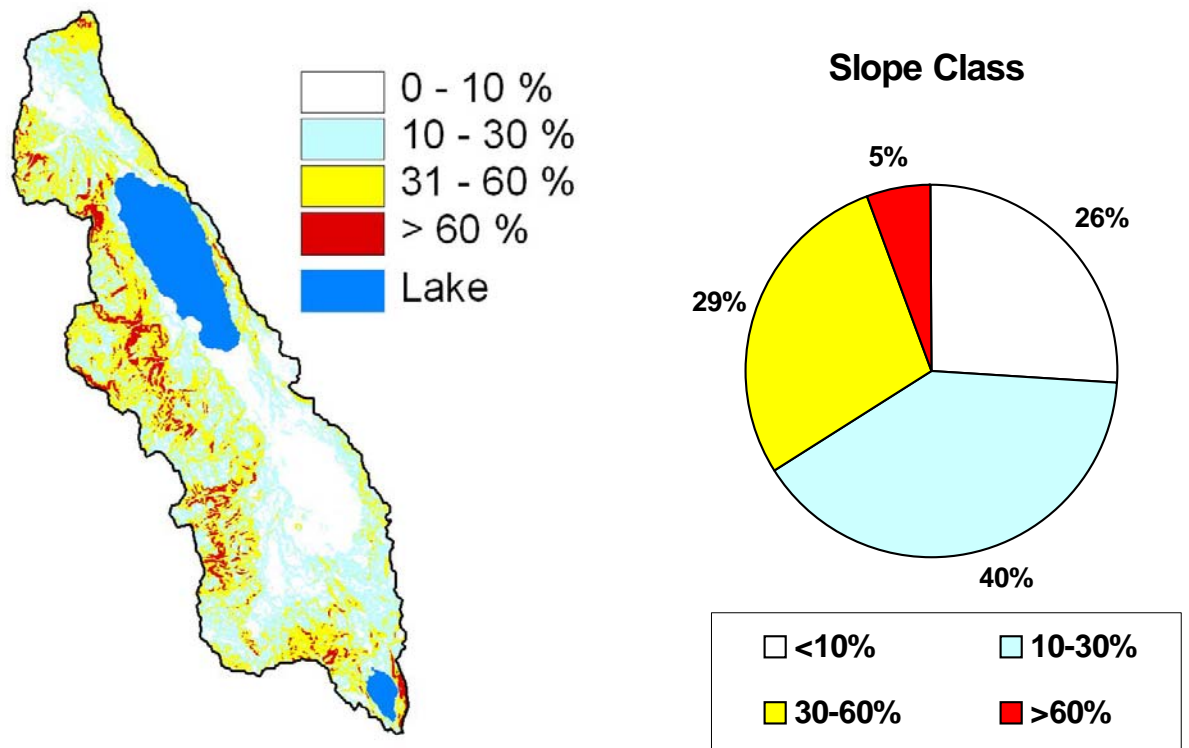 0 - 10 %
10 - 30 %
31 - 60 %
> 60 %
Lake
Slope Class
5%
26%
29%
40%
<10%
10-30%
30-60%
>60%